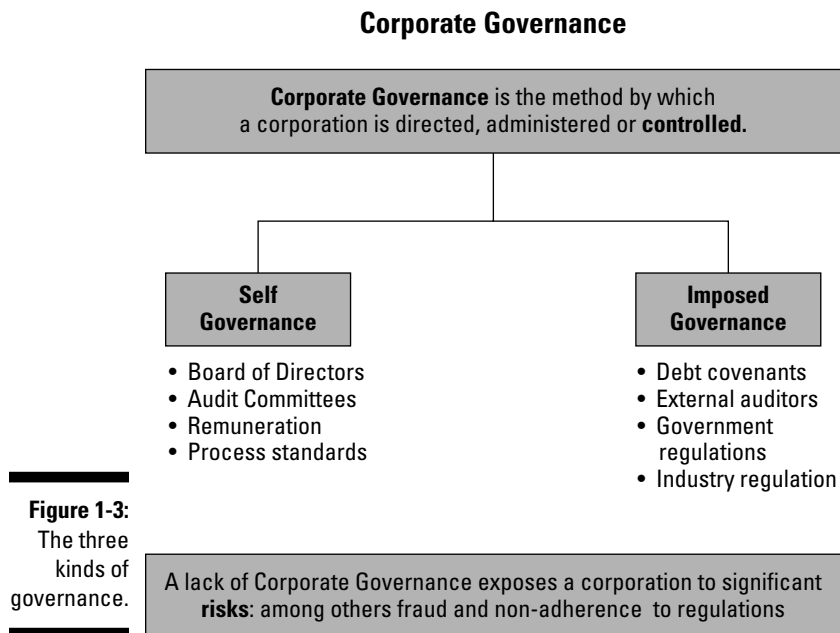 Corporate Governance
Corporate Governance is the method by which
a corporation is directed, administered or controlled.
Self
Governance
• Board of Directors
• Audit Committees
• Remuneration
• Process standards
Imposed
Governance
• Debt covenants
• External auditors
• Government
regulations
• Industry regulation
Figure 1-3:
The three
kinds of
governance.
A lack of Corporate Governance exposes a corporation to significant
risks: among others fraud and non-adherence to regulations